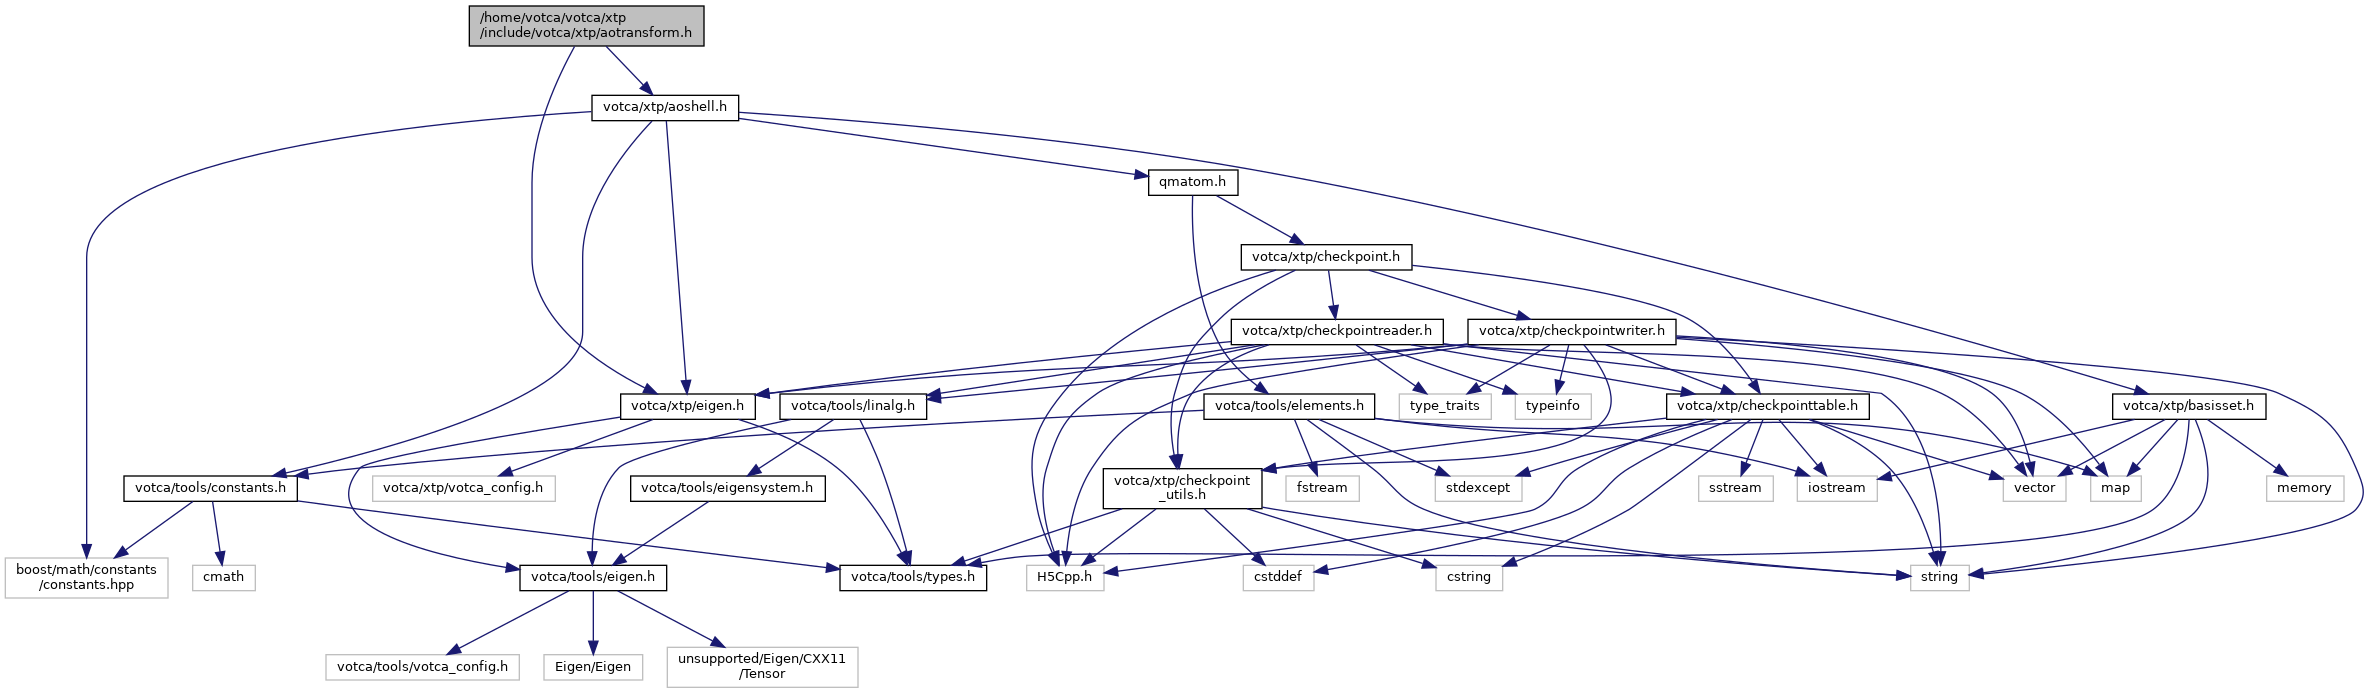 /home/votca/votca/xtp
/include/votca/xtp/aotransform.h
votca/xtp/aoshell.h
qmatom.h
votca/xtp/checkpoint.h
votca/xtp/checkpointreader.h
votca/xtp/checkpointwriter.h
votca/xtp/eigen.h
votca/tools/linalg.h
votca/tools/elements.h
type_traits
typeinfo
votca/xtp/checkpointtable.h
votca/xtp/basisset.h
votca/tools/constants.h
votca/xtp/votca_config.h
votca/tools/eigensystem.h
votca/xtp/checkpoint
_utils.h
fstream
stdexcept
sstream
iostream
vector
map
memory
boost/math/constants
/constants.hpp
cmath
votca/tools/eigen.h
votca/tools/types.h
H5Cpp.h
cstddef
cstring
string
votca/tools/votca_config.h
Eigen/Eigen
unsupported/Eigen/CXX11
/Tensor